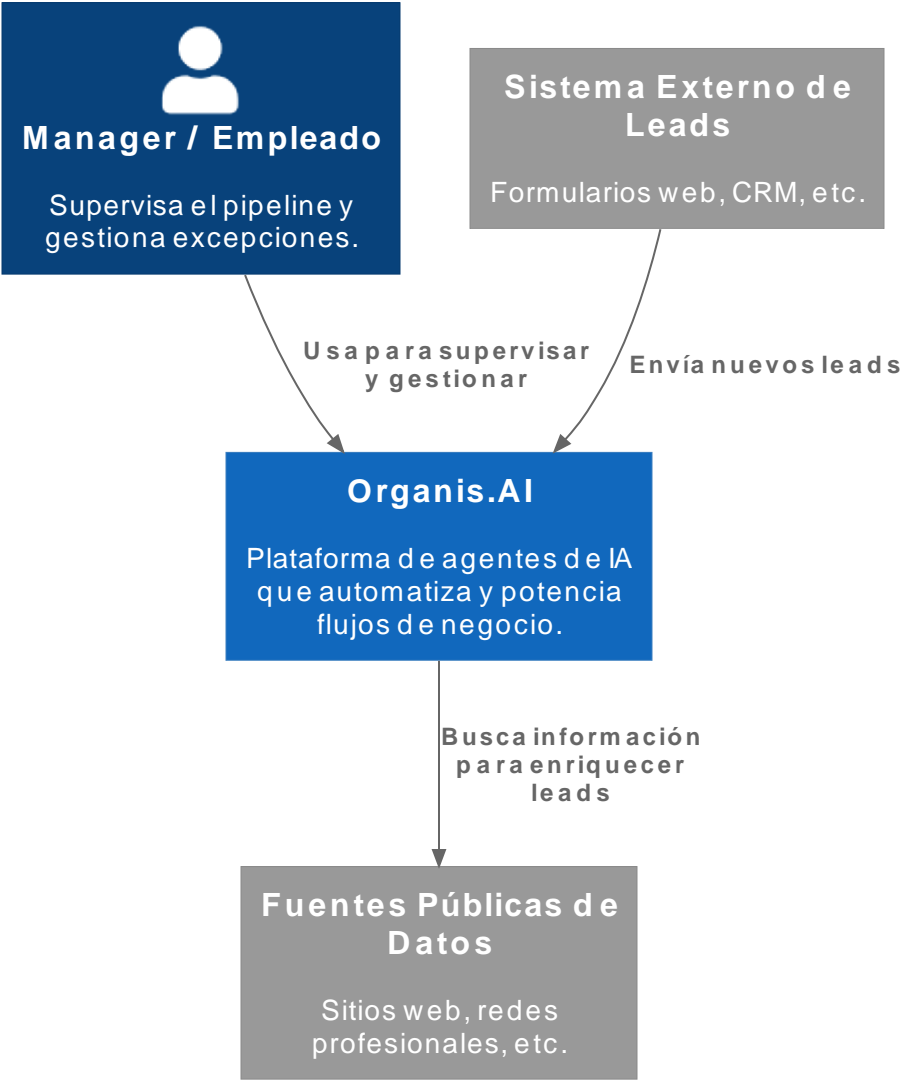 Manager / Empleado
Supervisa el pipeline y
gestiona excepciones.
Sistema Externo de
Leads
Formularios web, CRM, etc.
Usa para supervisar
y gestionar
Envía nuevos leads
Organis.AI
Plataforma de agentes de IA
que automatiza y potencia
flujos de negocio.
Busca información
para enriquecer
leads
Fuentes Públicas de
Datos
Sitios web, redes
profesionales, etc.